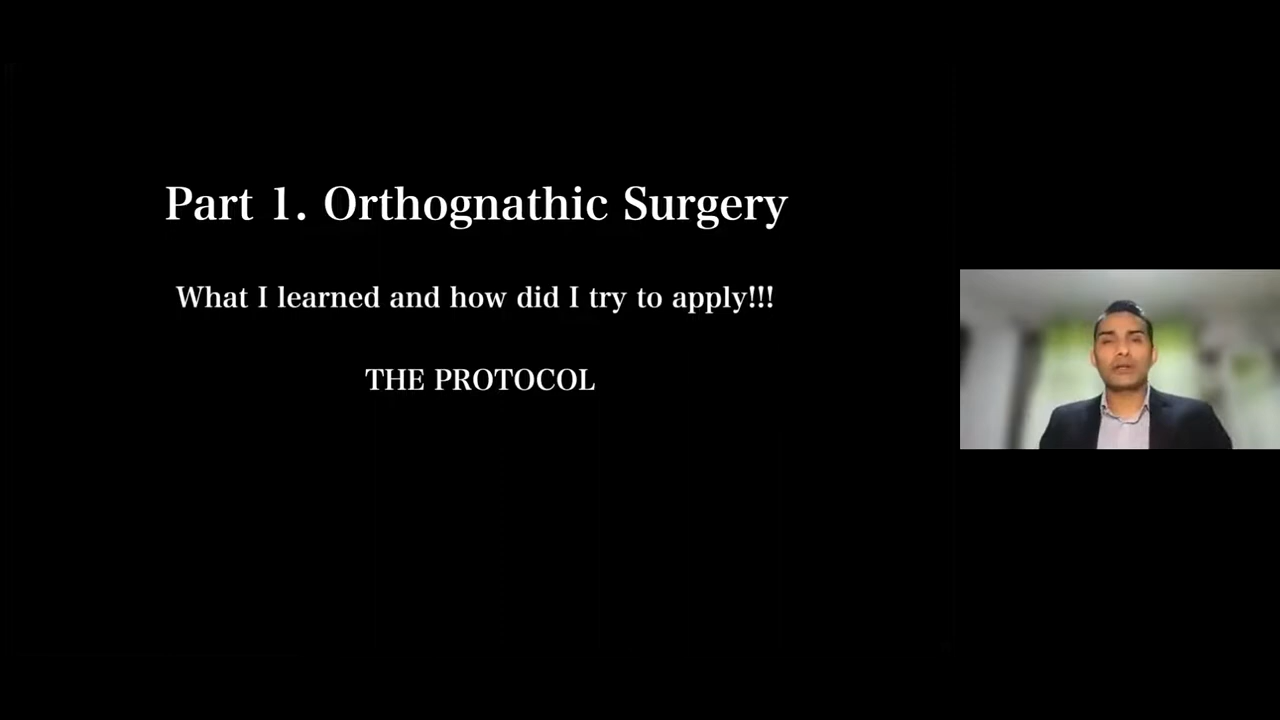 Part 1. Orthognathic Surgery
What I learned and how did I try to apply!!!
THE PROTOCOL